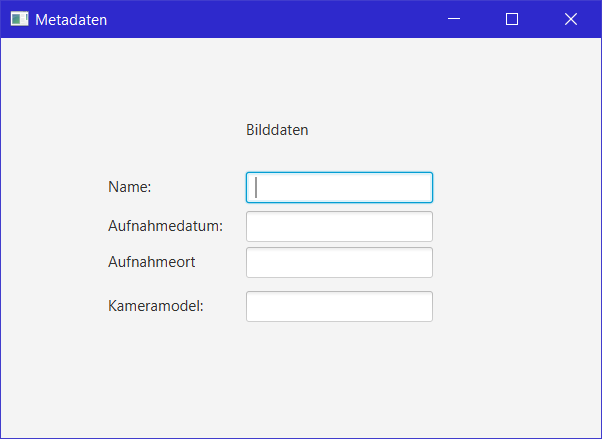 Metadaten
Bilddaten
Name:
Aufnahmedatum:
Aufnahmeort
Kameramodel: